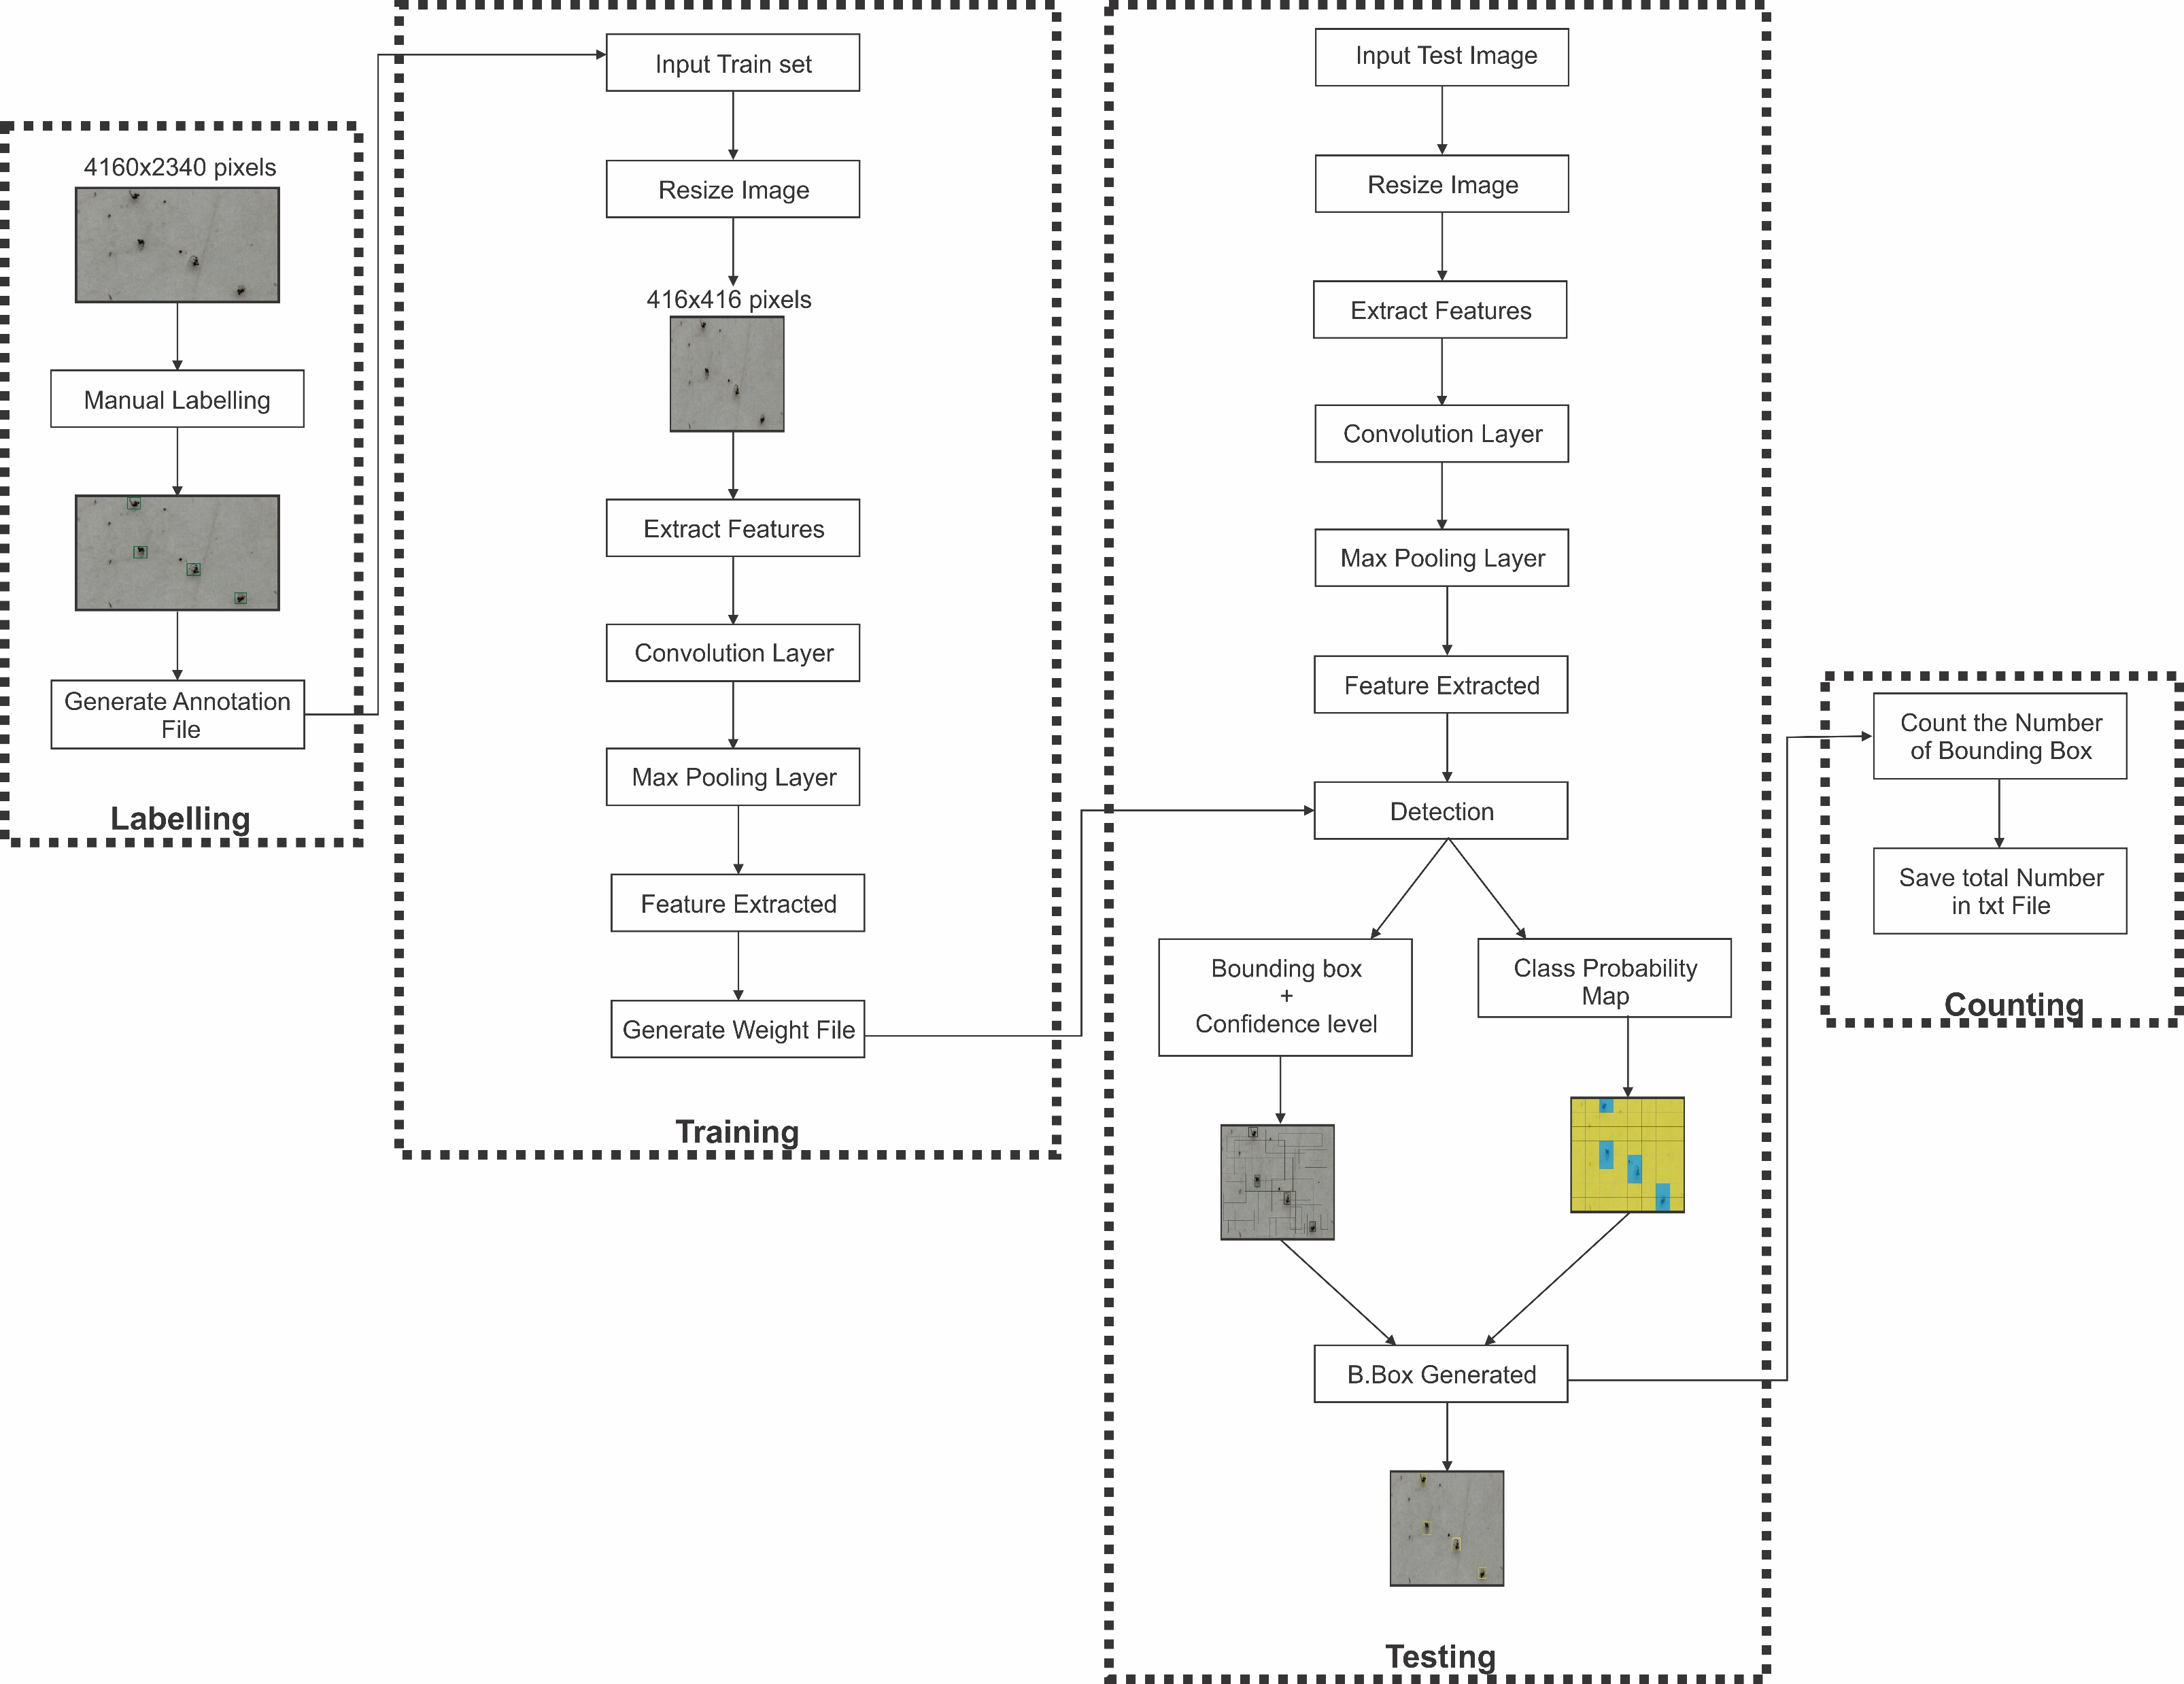 4160x2340 pixels
Manual Labelling
Generate Annotation
File
Labelling
Input Train set
Resize Image
416x416 pixels
Extract Features
Convolution Layer
Max Pooling Layer
Feature Extracted
Generate Weight File
Training
Input Test Image
Resize Image
Extract Features
Convolution Layer
Max Pooling Layer
Feature Extracted
Detection
Bounding box
+
Confidence level
Class Probability
Map
B.Box Generated
Testing
Count the Number
of Bounding Box
Save total Number
in txt File
Counting